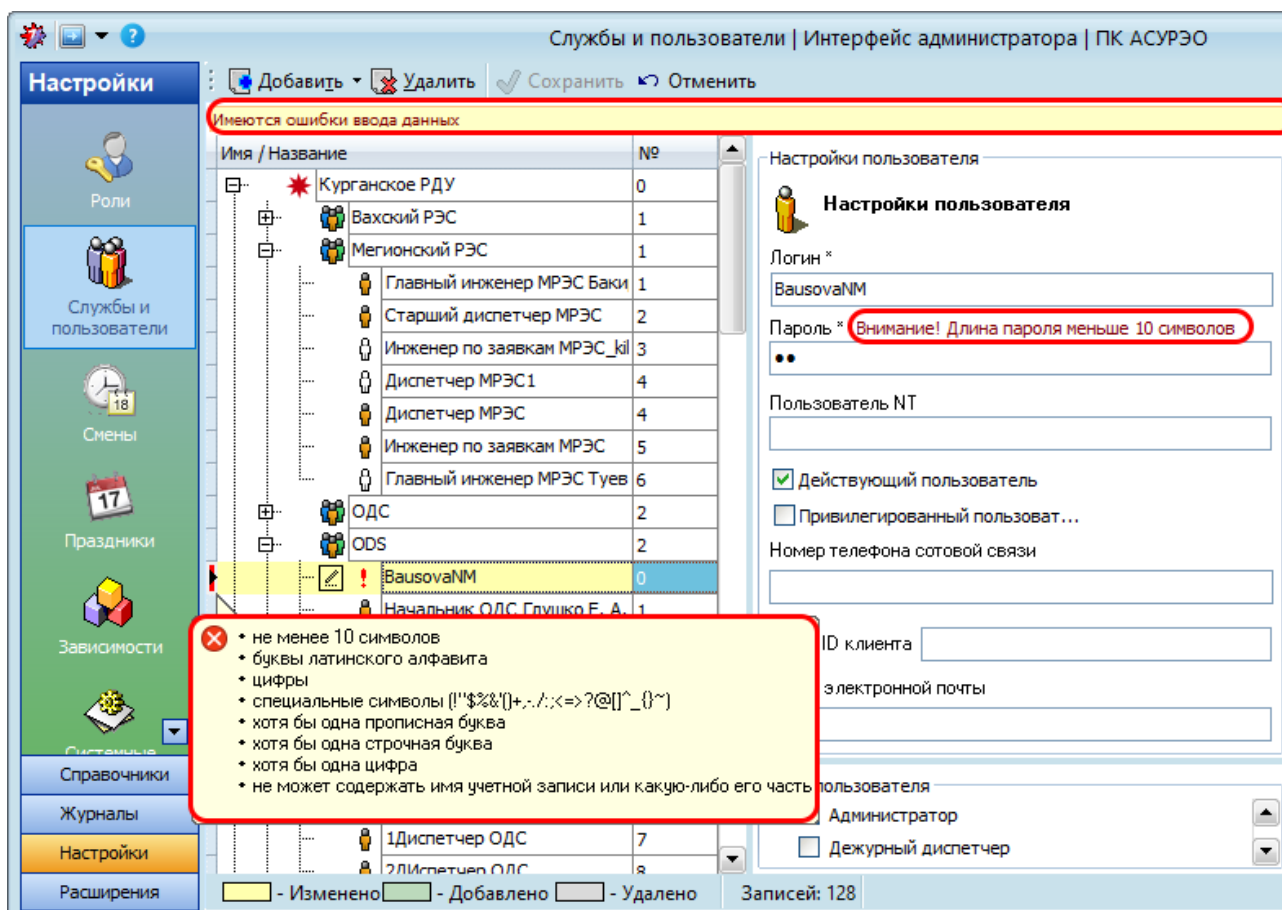 Службы и пользователи | Интерфейс администратора | ПК АСУРЭО
Настройки
Добавить
Удалить
Сохранить
Отменить
Имеются ошибки ввода данных
Роли
Службы и
пользователи
Смены
18
17
Праздники
Зависимости
Системные
Справочники
Журналы
Настройки
Расширения
Имя / Название №
Курганское РДУ 0
Вахский РЭС 1
Мегионский РЭС 1
Главный инженер МРЭС Баки 1
Старший диспетчер МРЭС 2
Инженер по заявкам МРЭС_kil 3
Диспетчер МРЭС1 4
Диспетчер МРЭС 4
Инженер по заявкам МРЭС 5
Главный инженер МРЭС Туев 6
ОДС 2
ODS 2
BausovaNM 0
Начальник ОДС Глушко Е. А. 1
• не менее 10 символов
• буквы латинского алфавита
• цифры
• специальные символы (!"$%&'()+,-./:;<=>?@[]^_{}~)
• хотя бы одна прописная буква
• хотя бы одна строчная буква
• хотя бы одна цифра
• не может содержать имя учетной записи или какую-либо его часть
1Диспетчер ОДС 7
2ДИспетчер ОДС 8
Настройки пользователя
Настройки пользователя
Логин *
BausovaNM
Пароль * Внимание! Длина пароля меньше 10 символов
••
Пользователь NT
Действующий пользователь
Привилегированный пользоват...
Номер телефона сотовой связи
ID клиента
электронной почты
пользователя
Администратор
Дежурный диспетчер
- Изменено - Добавлено - Удалено Записей: 128